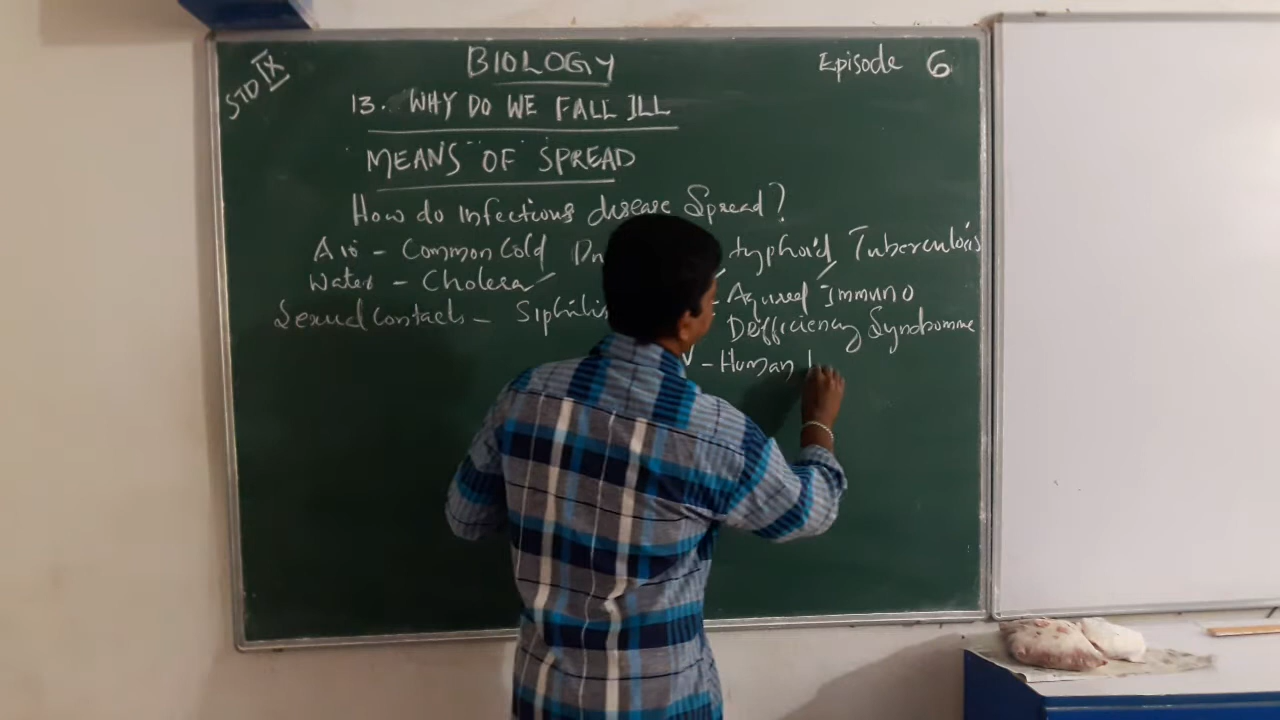 STD IX
BIOLOGY
Episode 6
13. WHY DO WE FALL ILL
MEANS OF SPREAD
How do Infectious disease Spread?
Air - Common Cold typhoid Tuberculosis
Water - Cholera
Sexual Contacts - Siphilis - Aquired Immuno
Defficiency Syndromme
V - Human I